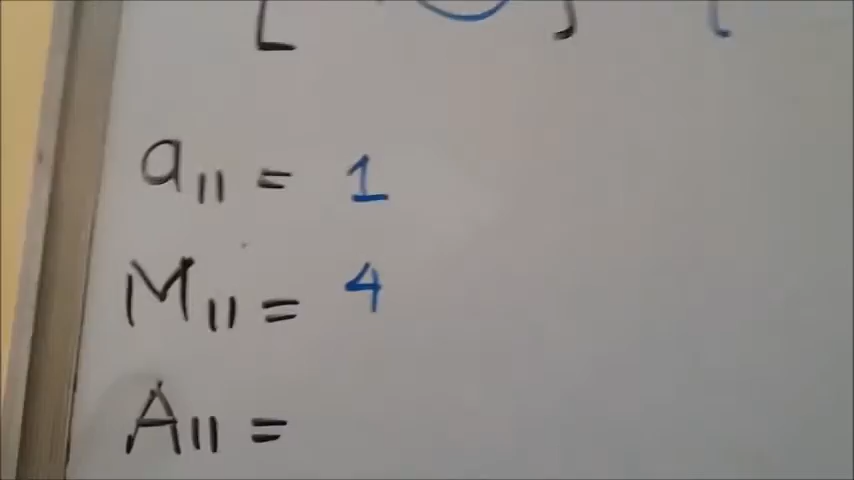 a₁₁ = 1
M₁₁ = 4
A₁₁ =